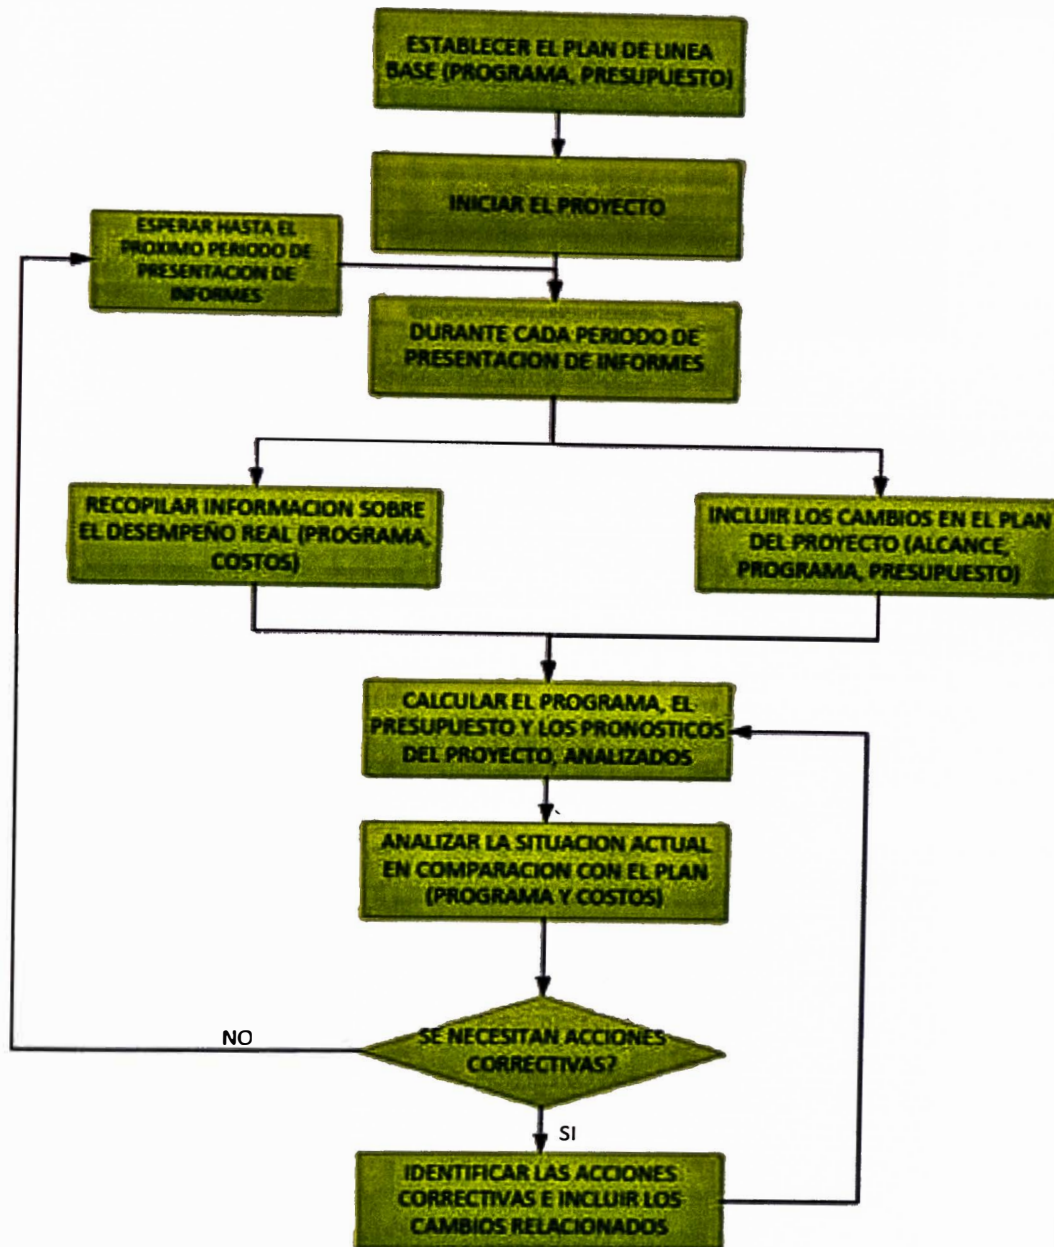 ESTABLECER EL PLAN DE LINEA
BASE (PROGRAMA, PRESUPUESTO)
INICIAR EL PROYECTO
ESPERAR HASTA EL
PROXIMO PERIODO DE
PRESENTACION DE
INFORMES
DURANTE CADA PERIODO DE
PRESENTACION DE INFORMES
RECOPILAR INFORMACION SOBRE
EL DESEMPEÑO REAL (PROGRAMA,
COSTOS)
INCLUIR LOS CAMBIOS EN EL PLAN
DEL PROYECTO (ALCANCE,
PROGRAMA, PRESUPUESTO)
CALCULAR EL PROGRAMA, EL
PRESUPUESTO Y LOS PRONOSTICOS
DEL PROYECTO, ANALIZADOS
ANALIZAR LA SITUACION ACTUAL
EN COMPARACION CON EL PLAN
(PROGRAMA Y COSTOS)
NO
SE NECESITAN ACCIONES
CORRECTIVAS?
SI
IDENTIFICAR LAS ACCIONES
CORRECTIVAS E INCLUIR LOS
CAMBIOS RELACIONADOS